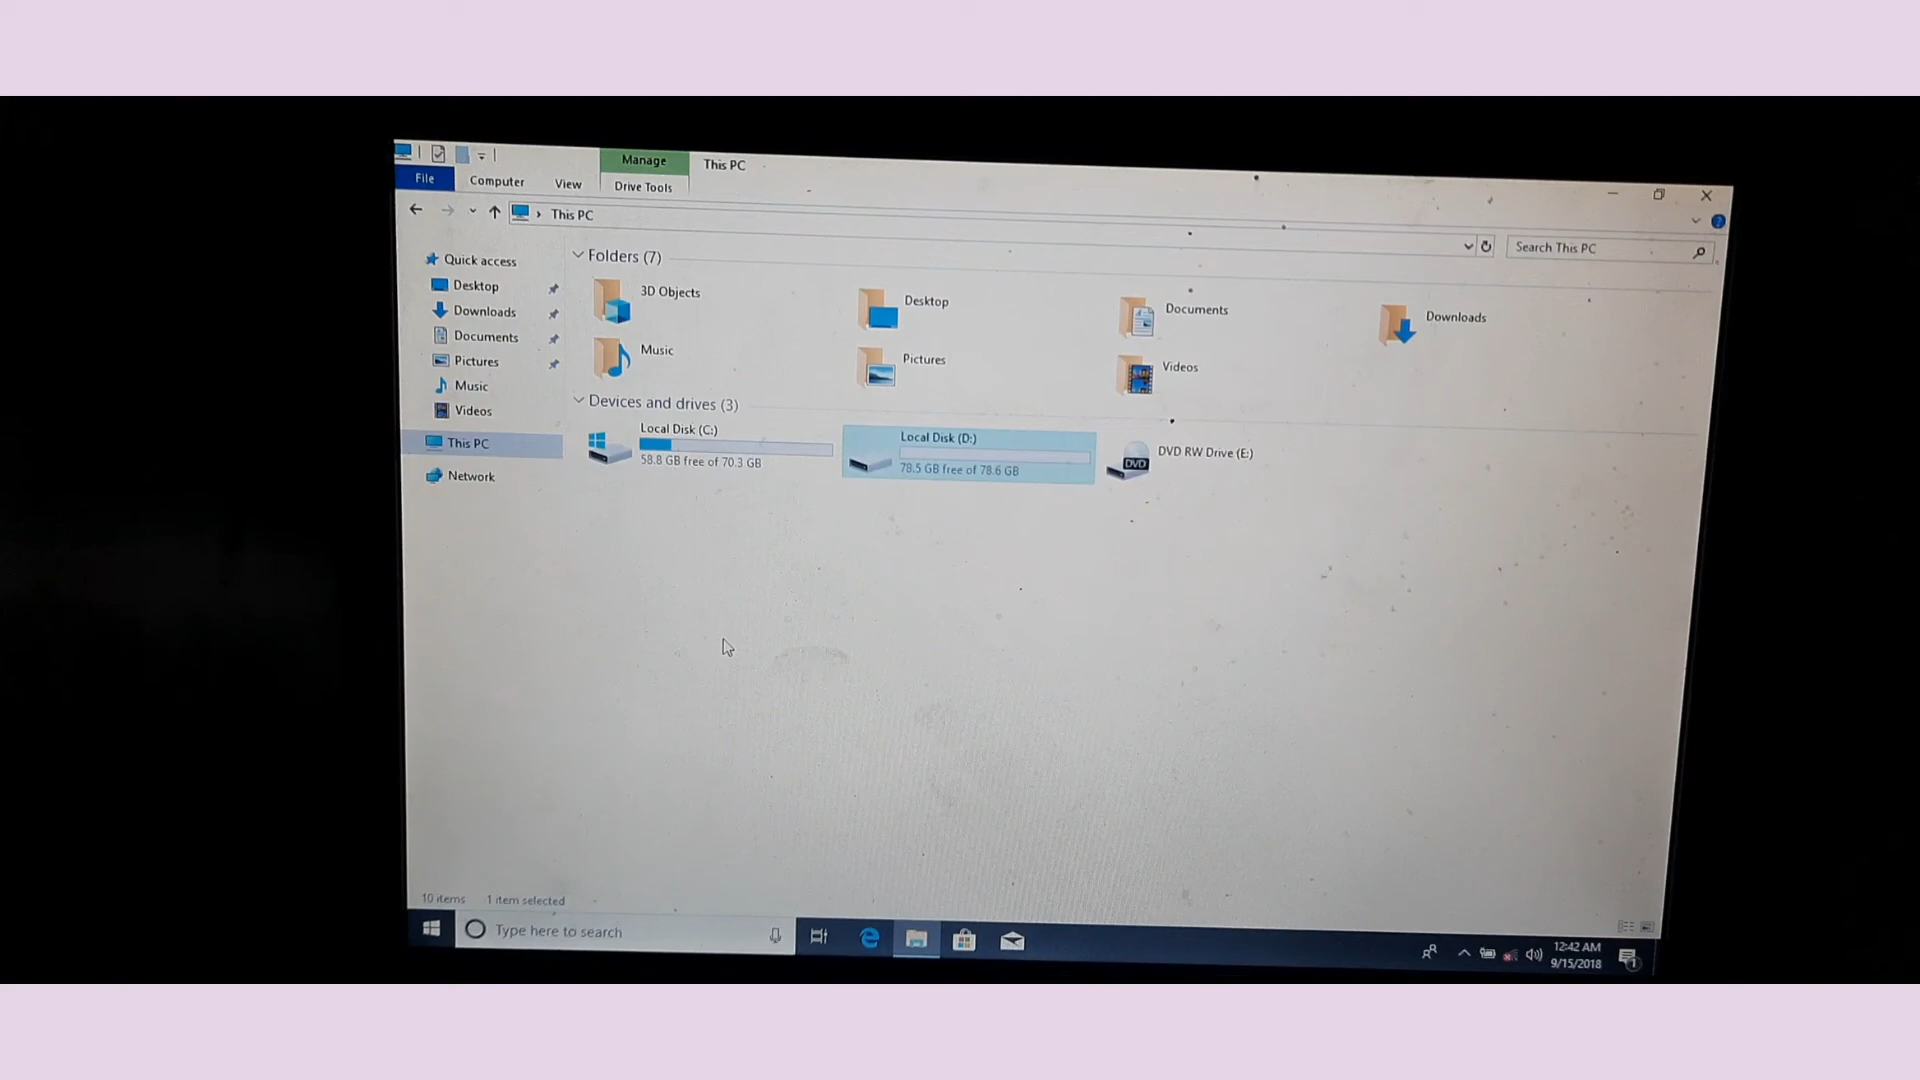 Manage
This PC
File
Computer
View
Drive Tools
This PC
Search This PC
Quick access
Desktop
Downloads
Documents
Pictures
Music
Videos
This PC
Network
Folders (7)
3D Objects
Desktop
Documents
Downloads
Music
Pictures
Videos
Devices and drives (3)
Local Disk (C:)
58.8 GB free of 70.3 GB
Local Disk (D:)
78.5 GB free of 78.6 GB
DVD RW Drive (E:)
DVD
10 items
1 item selected
Type here to search
12:42 AM
9/15/2018
1